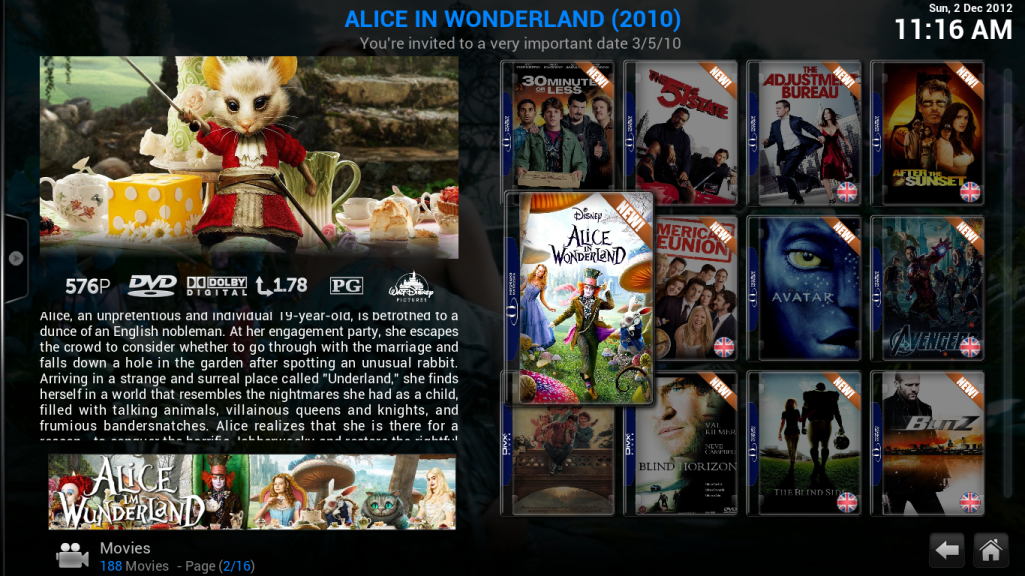 ALICE IN WONDERLAND (2010)
You're invited to a very important date 3/5/10
Sun, 2 Dec 2012
11:16 AM
576P DVD DOLBY DIGITAL 1.78 PG WALT DISNEY PICTURES
Alice, an unpretentious and individual 19-year-old, is betrothed to a
dunce of an English nobleman. At her engagement party, she escapes
the crowd to consider whether to go through with the marriage and
falls down a hole in the garden after spotting an unusual rabbit.
Arriving in a strange and surreal place called "Underland," she finds
herself in a world that resembles the nightmares she had as a child,
filled with talking animals, villainous queens and knights, and
frumious bandersnatches. Alice realizes that she is there for a
ALICE
IN
WONDERLAND
Movies
188 Movies - Page (2/16)
30 MINUTES
OR LESS
NEW!
THE
5TH STATE
NEW!
THE
ADJUSTMENT
BUREAU
NEW!
AFTER THE
SUNSET
NEW!
DISNEY
ALICE
IN
WONDERLAND
NEW!
AMERICAN
REUNION
NEW!
AVATAR
NEW!
AVENGERS
NEW!
DIVX
DIVX
VAL
KILMER
NEVE
CAMPBELL
BLIND HORIZON
NEW!
THE BLIND SIDE
NEW!
BLITZ
NEW!